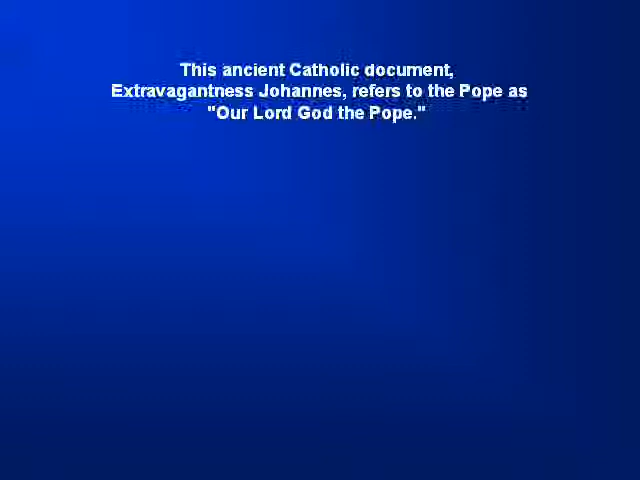 This ancient Catholic document,
Extravagantness Johannes, refers to the Pope as
"Our Lord God the Pope."